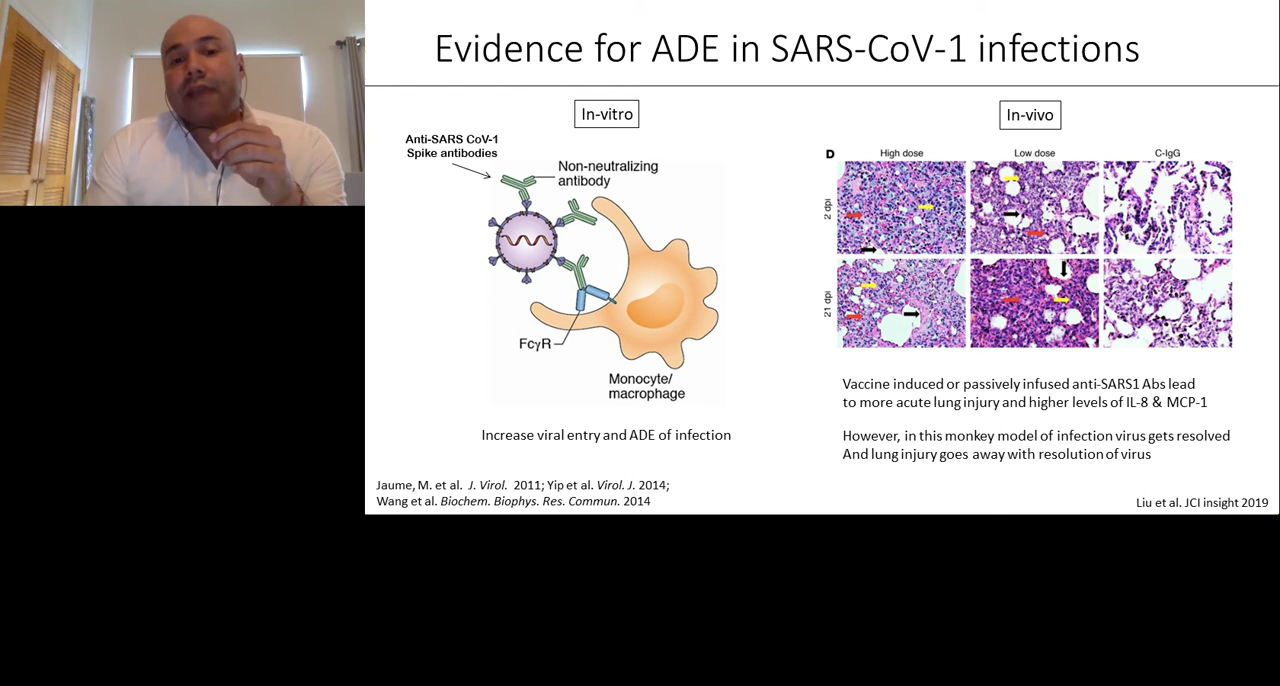 Evidence for ADE in SARS-CoV-1 infections
In-vitro
Anti-SARS CoV-1
Spike antibodies
Non-neutralizing
antibody
FcγR
Monocyte/
macrophage
Increase viral entry and ADE of infection
Jaume, M. et al. J. Virol. 2011; Yip et al. Virol. J. 2014;
Wang et al. Biochem. Biophys. Res. Commun. 2014
In-vivo
D
High dose
Low dose
C-IgG
2 dpi
21 dpi
Vaccine induced or passively infused anti-SARS1 Abs lead
to more acute lung injury and higher levels of IL-8 & MCP-1
However, in this monkey model of infection virus gets resolved
And lung injury goes away with resolution of virus
Liu et al. JCI insight 2019